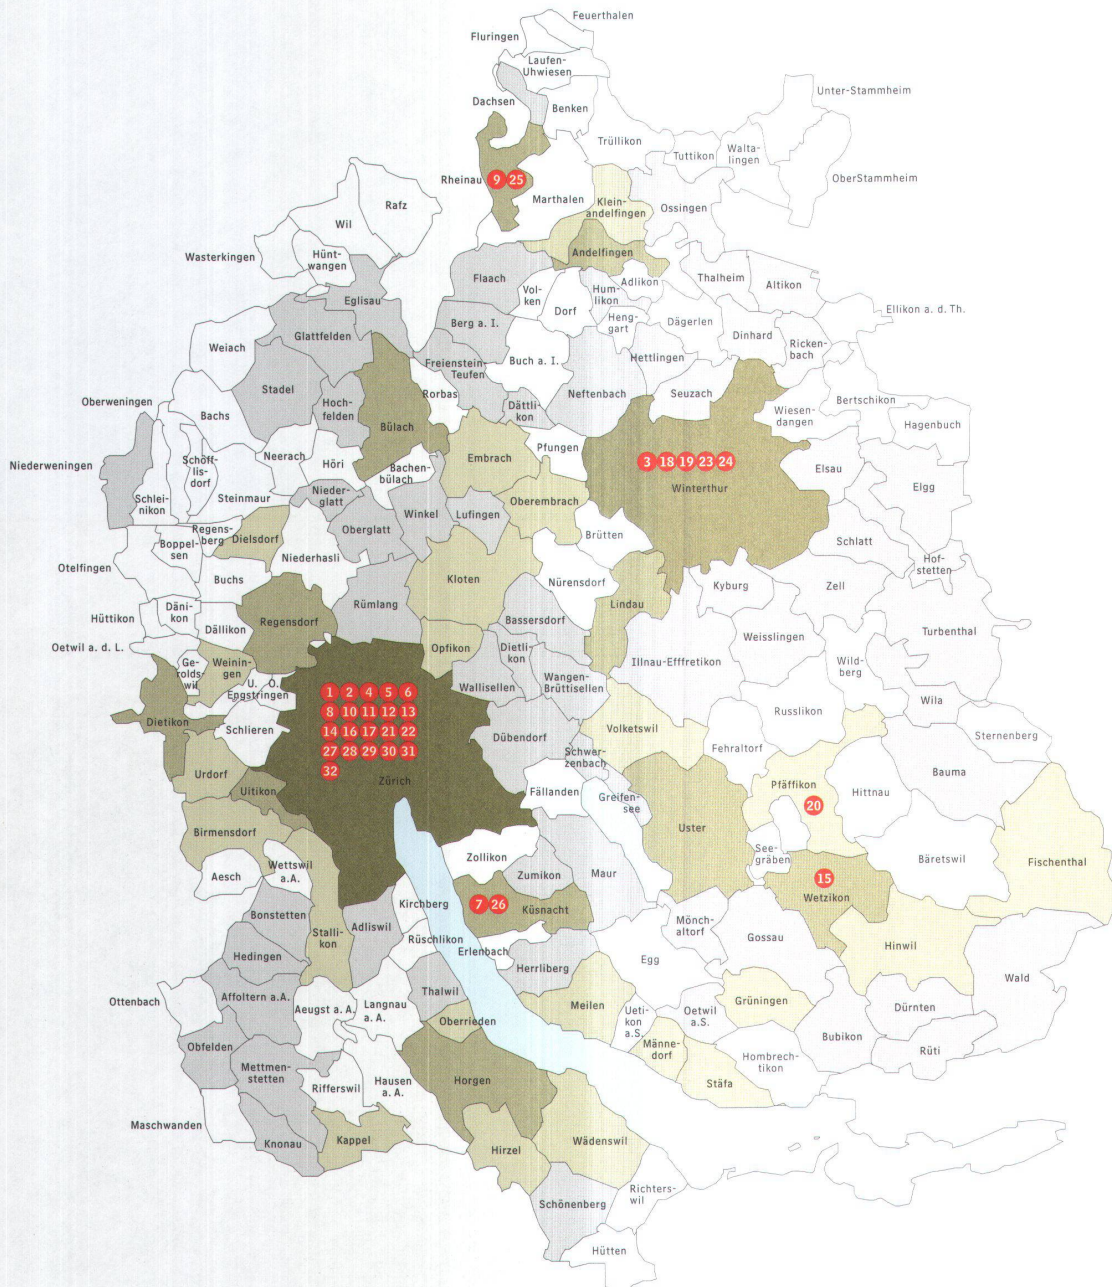 Feuerthalen
Fluringen
Laufen-
Uhwiesen
Dachsen
Benken
Unter-Stammheim
Trüllikon
Tuttikon
Walta-
lingen
OberStammheim
Rheinau
9 25
Marthalen
Klein-
andelfingen
Ossingen
Rafz
Wil
Wasterkingen
Hünt-
wangen
Andelfingen
Flaach
Vol-
ken
Dorf
Hum-
likon
Adlikon
Thalheim
Altikon
Eglisau
Glattfelden
Berg a. I.
Heng-
gart
Dägerlen
Dinhard
Ellikon a. d. Th.
Ricken-
bach
Weiach
Stadel
Freienstein-
Teufen
Buch a. I.
Hettlingen
Oberweningen
Bachs
Hoch-
felden
Bülach
Rorbas
Dättli-
kon
Neftenbach
Seuzach
Wiesen-
dangen
Bertschikon
Hagenbuch
Niederweningen
Schöff-
lis-
dorf
Neerach
Höri
Bachen-
bülach
Embrach
Pfungen
3 18 19 23 24
Winterthur
Elsau
Elgg
Schlei-
nikon
Steinmaur
Nieder-
glatt
Winkel
Lufingen
Oberembrach
Regens-
berg
Dielsdorf
Oberglatt
Brütten
Schlatt
Hof-
stetten
Boppel-
sen
Otelfingen
Niederhasli
Buchs
Kloten
Nürensdorf
Kyburg
Zell
Hüttikon
Däni-
kon
Dällikon
Regensdorf
Rümlang
Bassersdorf
Lindau
Weisslingen
Turbenthal
Oetwil a. d. L.
Ge-
rolds-
wil
Weinin-
gen
U. O.
Engstringen
Opfikon
Dietli-
kon
Wallisellen
Wangen-
Brüttisellen
Illnau-Efffretikon
Wild-
berg
Wila
Dietikon
Schlieren
1 2 4 5 6
8 10 11 12 13
14 16 17 21 22
27 28 29 30 31
32
Zürich
Dübendorf
Volketswil
Russlikon
Sternenberg
Schwer-
zenbach
Fehraltorf
Urdorf
Uitikon
Fällanden
Greifen-
see
Pfäffikon
20
Hittnau
Bauma
Birmensdorf
Uster
Aesch
Wettswil
a.A.
Zollikon
Zumikon
Maur
See-
gräben
Bäretswil
Fischenthal
15
Wetzikon
Bonstetten
Stalli-
kon
Adliswil
Kirchberg
7 26
Küsnacht
Mönch-
altorf
Gossau
Hinwil
Hedingen
Rüschlikon
Erlenbach
Herrliberg
Egg
Wald
Ottenbach
Affoltern a.A.
Aeugst a. A.
Langnau
a. A.
Thalwil
Oberrieden
Meilen
Ueti-
kon
a.S.
Oetwil
a.S.
Grüningen
Dürnten
Bubikon
Rüti
Obfelden
Mettmen-
stetten
Rifferswil
Hausen
a. A.
Horgen
Männe-
dorf
Stäfa
Hombrech-
tikon
Maschwanden
Knonau
Kappel
Hirzel
Wädenswil
Schönenberg
Richters-
wil
Hütten